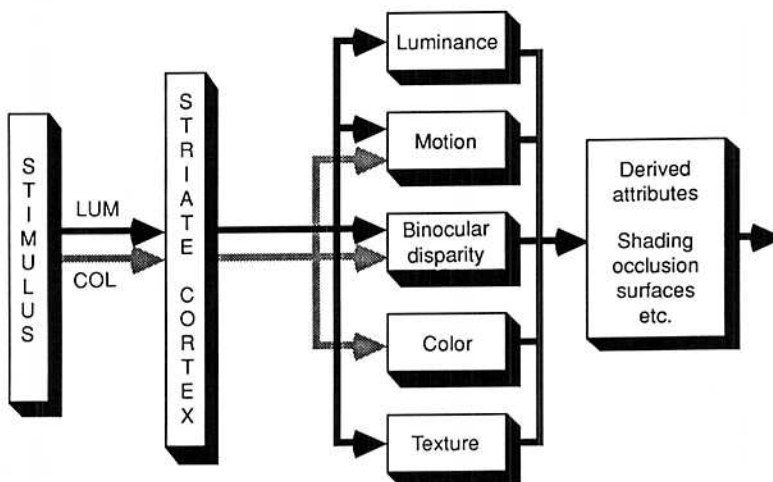 STIMULUS
LUM
COL
STRIATE CORTEX
Luminance
Motion
Binocular
disparity
Color
Texture
Derived
attributes
Shading
occlusion
surfaces
etc.